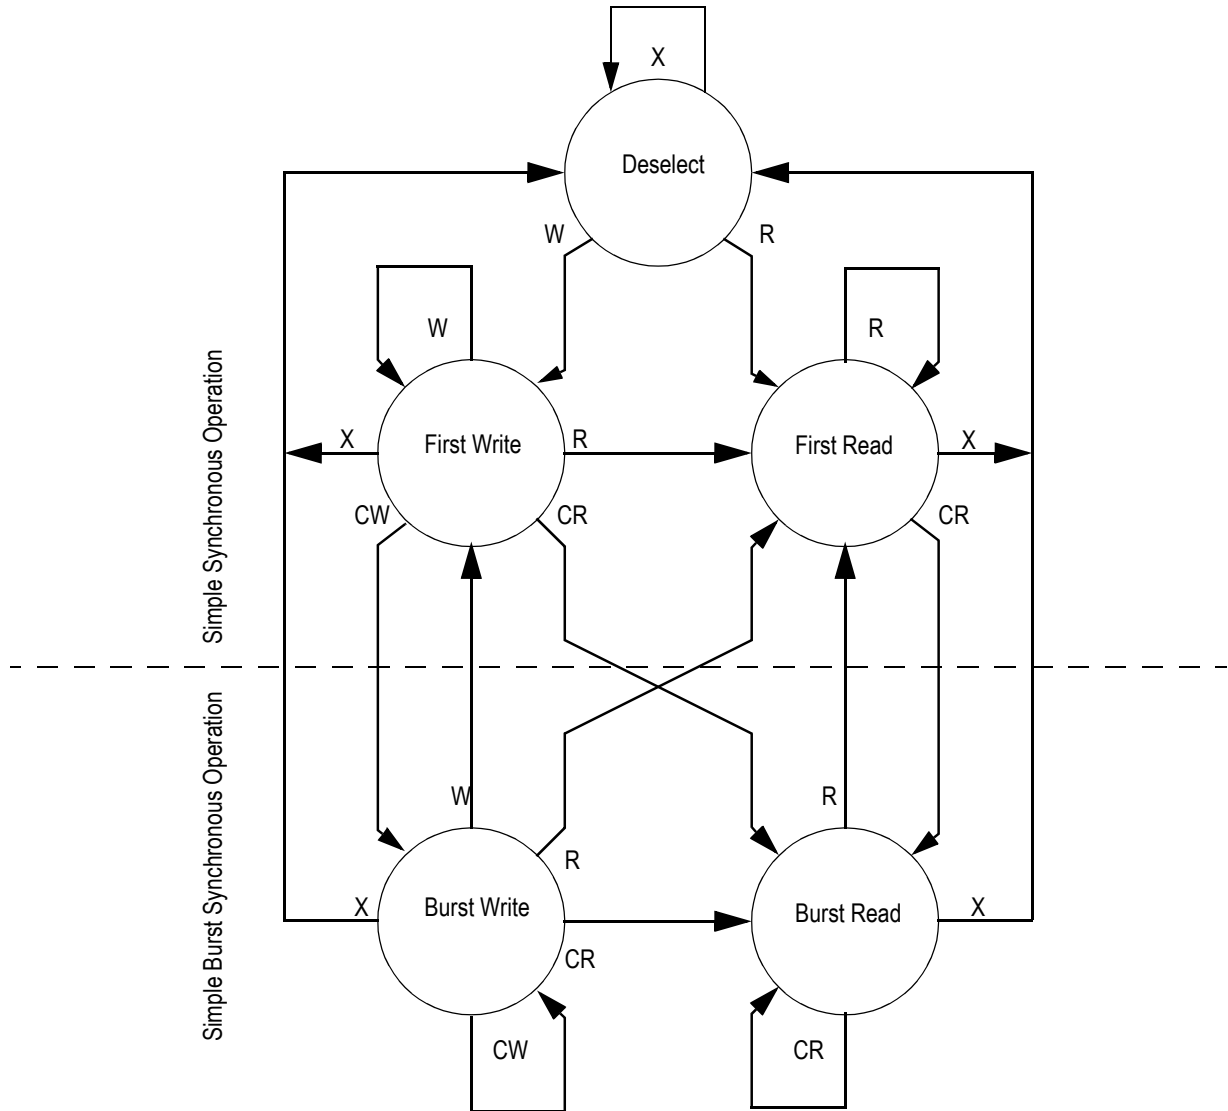 X
Deselect
W
R
W
R
X
First Write
R
First Read
X
CW
CR
CR
Simple Synchronous Operation
Simple Burst Synchronous Operation
W
R
R
X
Burst Write
Burst Read
X
CR
CW
CR